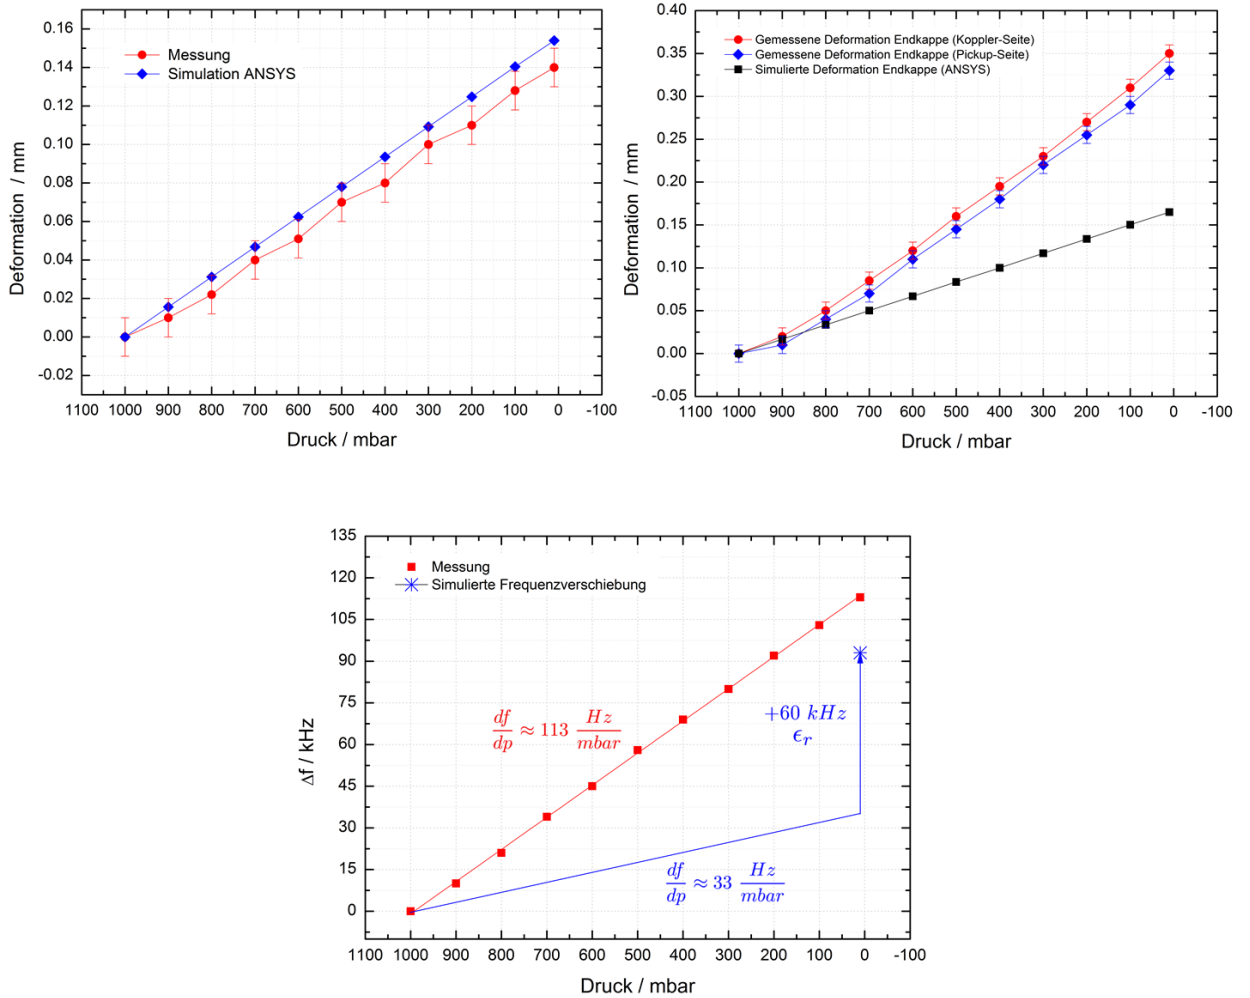 Deformation / mm
0.16
0.14
0.12
0.10
0.08
0.06
0.04
0.02
0.00
-0.02
Messung
Simulation ANSYS
1100 1000 900 800 700 600 500 400 300 200 100 0 -100
Druck / mbar
Deformation / mm
0.40
0.35
0.30
0.25
0.20
0.15
0.10
0.05
0.00
-0.05
Gemessene Deformation Endkappe (Koppler-Seite)
Gemessene Deformation Endkappe (Pickup-Seite)
Simulierte Deformation Endkappe (ANSYS)
1100 1000 900 800 700 600 500 400 300 200 100 0 -100
Druck / mbar
Δf / kHz
135
120
105
90
75
60
45
30
15
0
Messung
Simulierte Frequenzverschiebung
df/dp ≈ 113 Hz/mbar
+60 kHz
ϵr
df/dp ≈ 33 Hz/mbar
1100 1000 900 800 700 600 500 400 300 200 100 0 -100
Druck / mbar